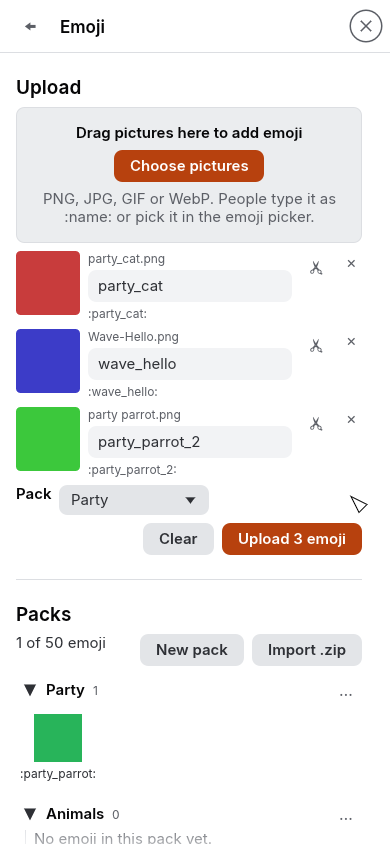 Emoji
Upload
Drag pictures here to add emoji
Choose pictures
PNG, JPG, GIF or WebP. People type it as
:name: or pick it in the emoji picker.
party_cat.png
party_cat
:party_cat:
Wave-Hello.png
wave_hello
:wave_hello:
party parrot.png
party_parrot_2
:party_parrot_2:
Pack Party
Clear Upload 3 emoji
Packs
1 of 50 emoji New pack Import .zip
Party 1 ...
:party_parrot:
Animals 0 ...
No emoji in this pack yet.